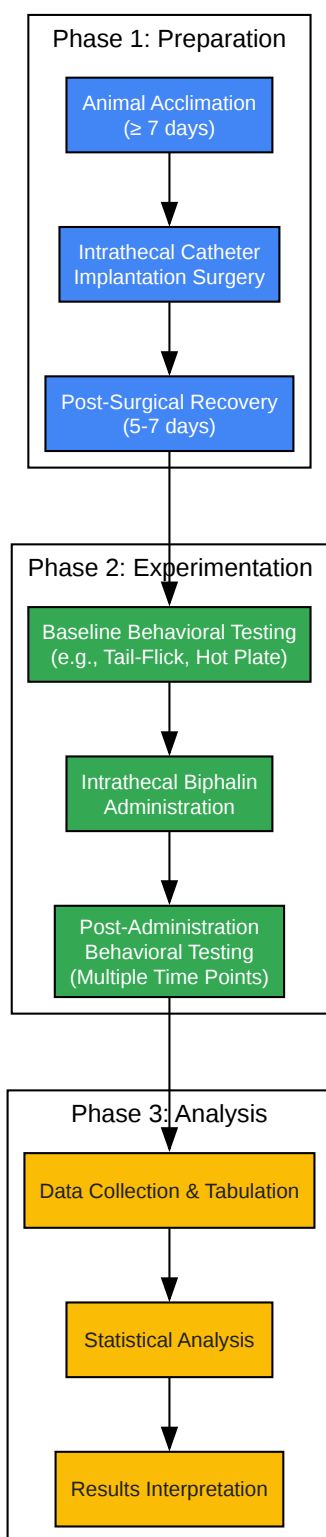 Phase 1: Preparation
Animal Acclimation
(≥ 7 days)
Intrathecal Catheter
Implantation Surgery
Post-Surgical Recovery
(5-7 days)
Phase 2: Experimentation
Baseline Behavioral Testing
(e.g., Tail-Flick, Hot Plate)
Intrathecal Biphalin
Administration
Post-Administration
Behavioral Testing
(Multiple Time Points)
Phase 3: Analysis
Data Collection & Tabulation
Statistical Analysis
Results Interpretation